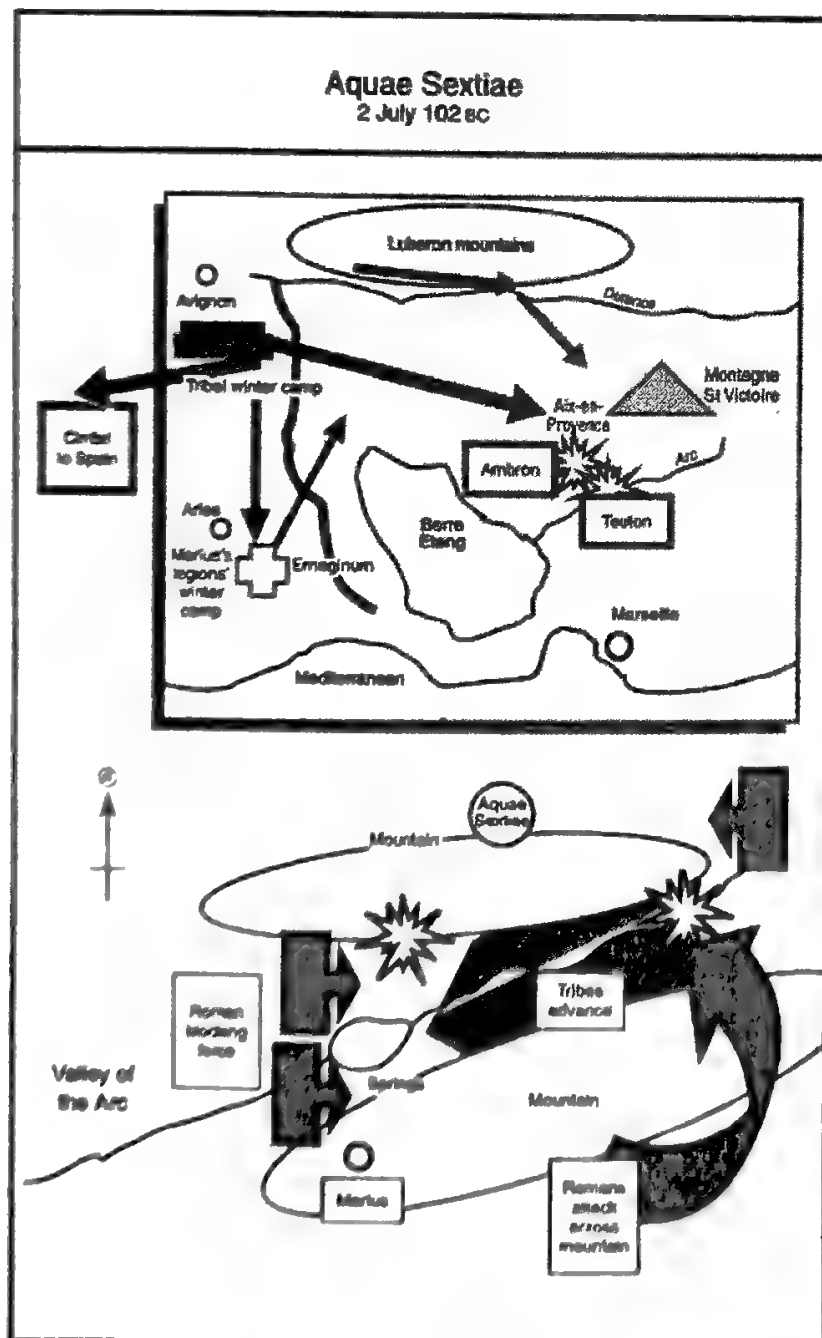 Aquae Sextiae
2 July 102 BC
Luberon mountains
Avignon
Durance
Tribal winter camp
Montagne
St Victoire
Aix-en-
Provence
Cimbri
to Spain
Ambron
Arc
Teuton
Arles
Berre
Etang
Marius's
legions'
winter
camp
Ernaginum
Marseille
Mediterranean
Aquae
Sextiae
Mountain
Roman
blocking
force
Tribes
advance
Valley of
the Arc
Springs
Mountain
Marius
Romans
attack
across
mountain